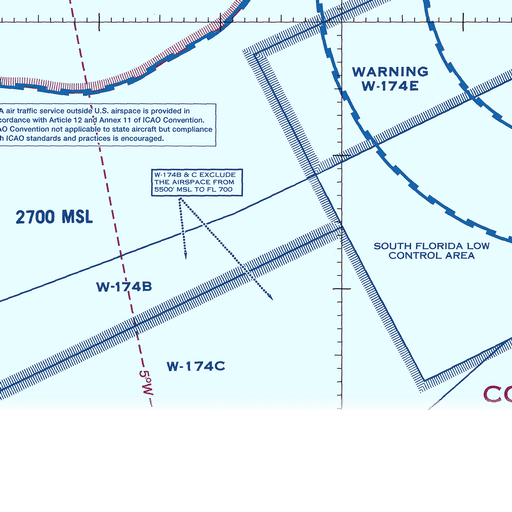 WARNING
W-174E
A air traffic service outside U.S. airspace is provided in
cordance with Article 12 and Annex 11 of ICAO Convention.
AO Convention not applicable to state aircraft but compliance
h ICAO standards and practices is encouraged.
W-174B & C EXCLUDE
THE AIRSPACE FROM
5500' MSL TO FL 700
2700 MSL
SOUTH FLORIDA LOW
CONTROL AREA
W-174B
W-174C
5°W
CO